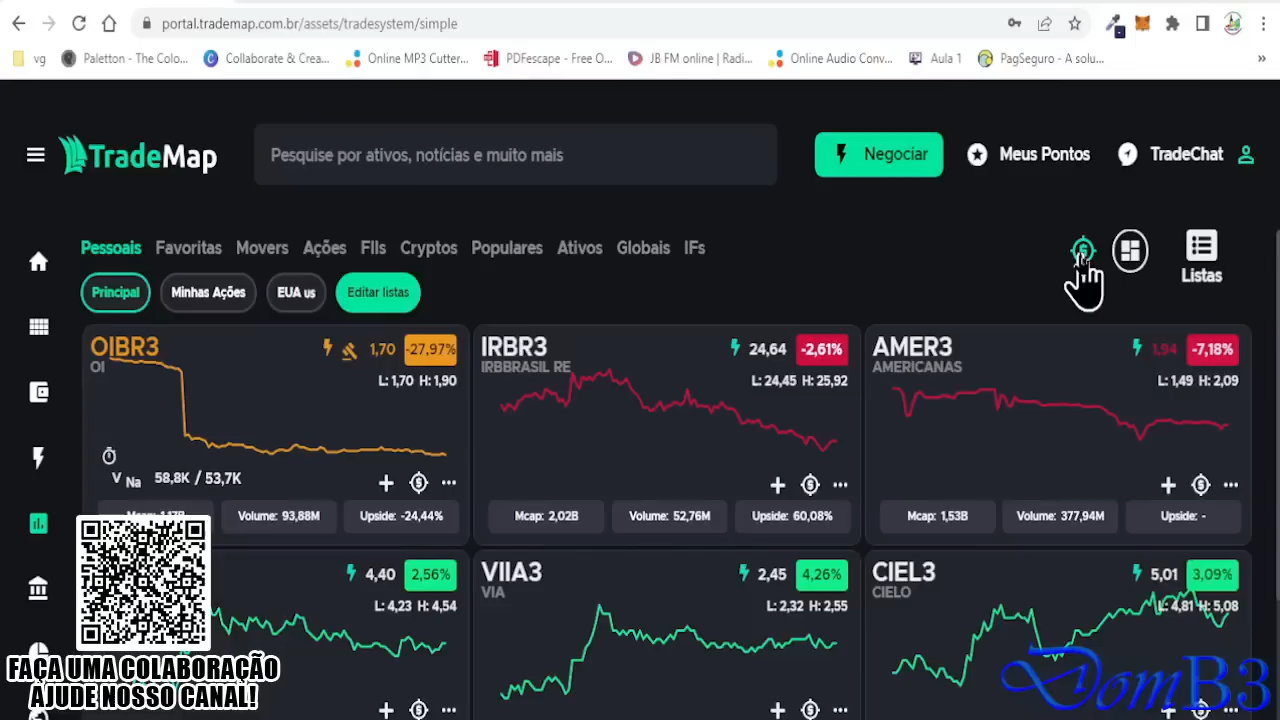 portal.trademap.com.br/assets/tradesystem/simple
vg
Paletton - The Colo...
Collaborate & Crea...
Online MP3 Cutter...
PDFescape - Free O...
JB FM online | Radi...
Online Audio Conv...
Aula 1
PagSeguro - A solu...
»
TradeMap
Pesquise por ativos, notícias e muito mais
Negociar
Meus Pontos
TradeChat
Pessoais Favoritas Movers Ações FIIs Cryptos Populares Ativos Globais IFs
Listas
Principal Minhas Ações EUA us Editar listas
OIBR3 1,70 -27,97%
OI
L: 1,70 H: 1,90
V Na 58,8K / 53,7K
Volume: 93,88M Upside: -24,44%
IRBR3 24,64 -2,61%
IRBBRASIL RE
L: 24,45 H: 25,92
Mcap: 2,02B Volume: 52,76M Upside: 60,08%
AMER3 1,94 -7,18%
AMERICANAS
L: 1,49 H: 2,09
Mcap: 1,53B Volume: 377,94M Upside: -
4,40 2,56%
L: 4,23 H: 4,54
VIIA3 2,45 4,26%
VIA
L: 2,32 H: 2,55
CIEL3 5,01 3,09%
CIELO
L: 4,81 H: 5,08
FAÇA UMA COLABORAÇÃO
AJUDE NOSSO CANAL!
DomB3